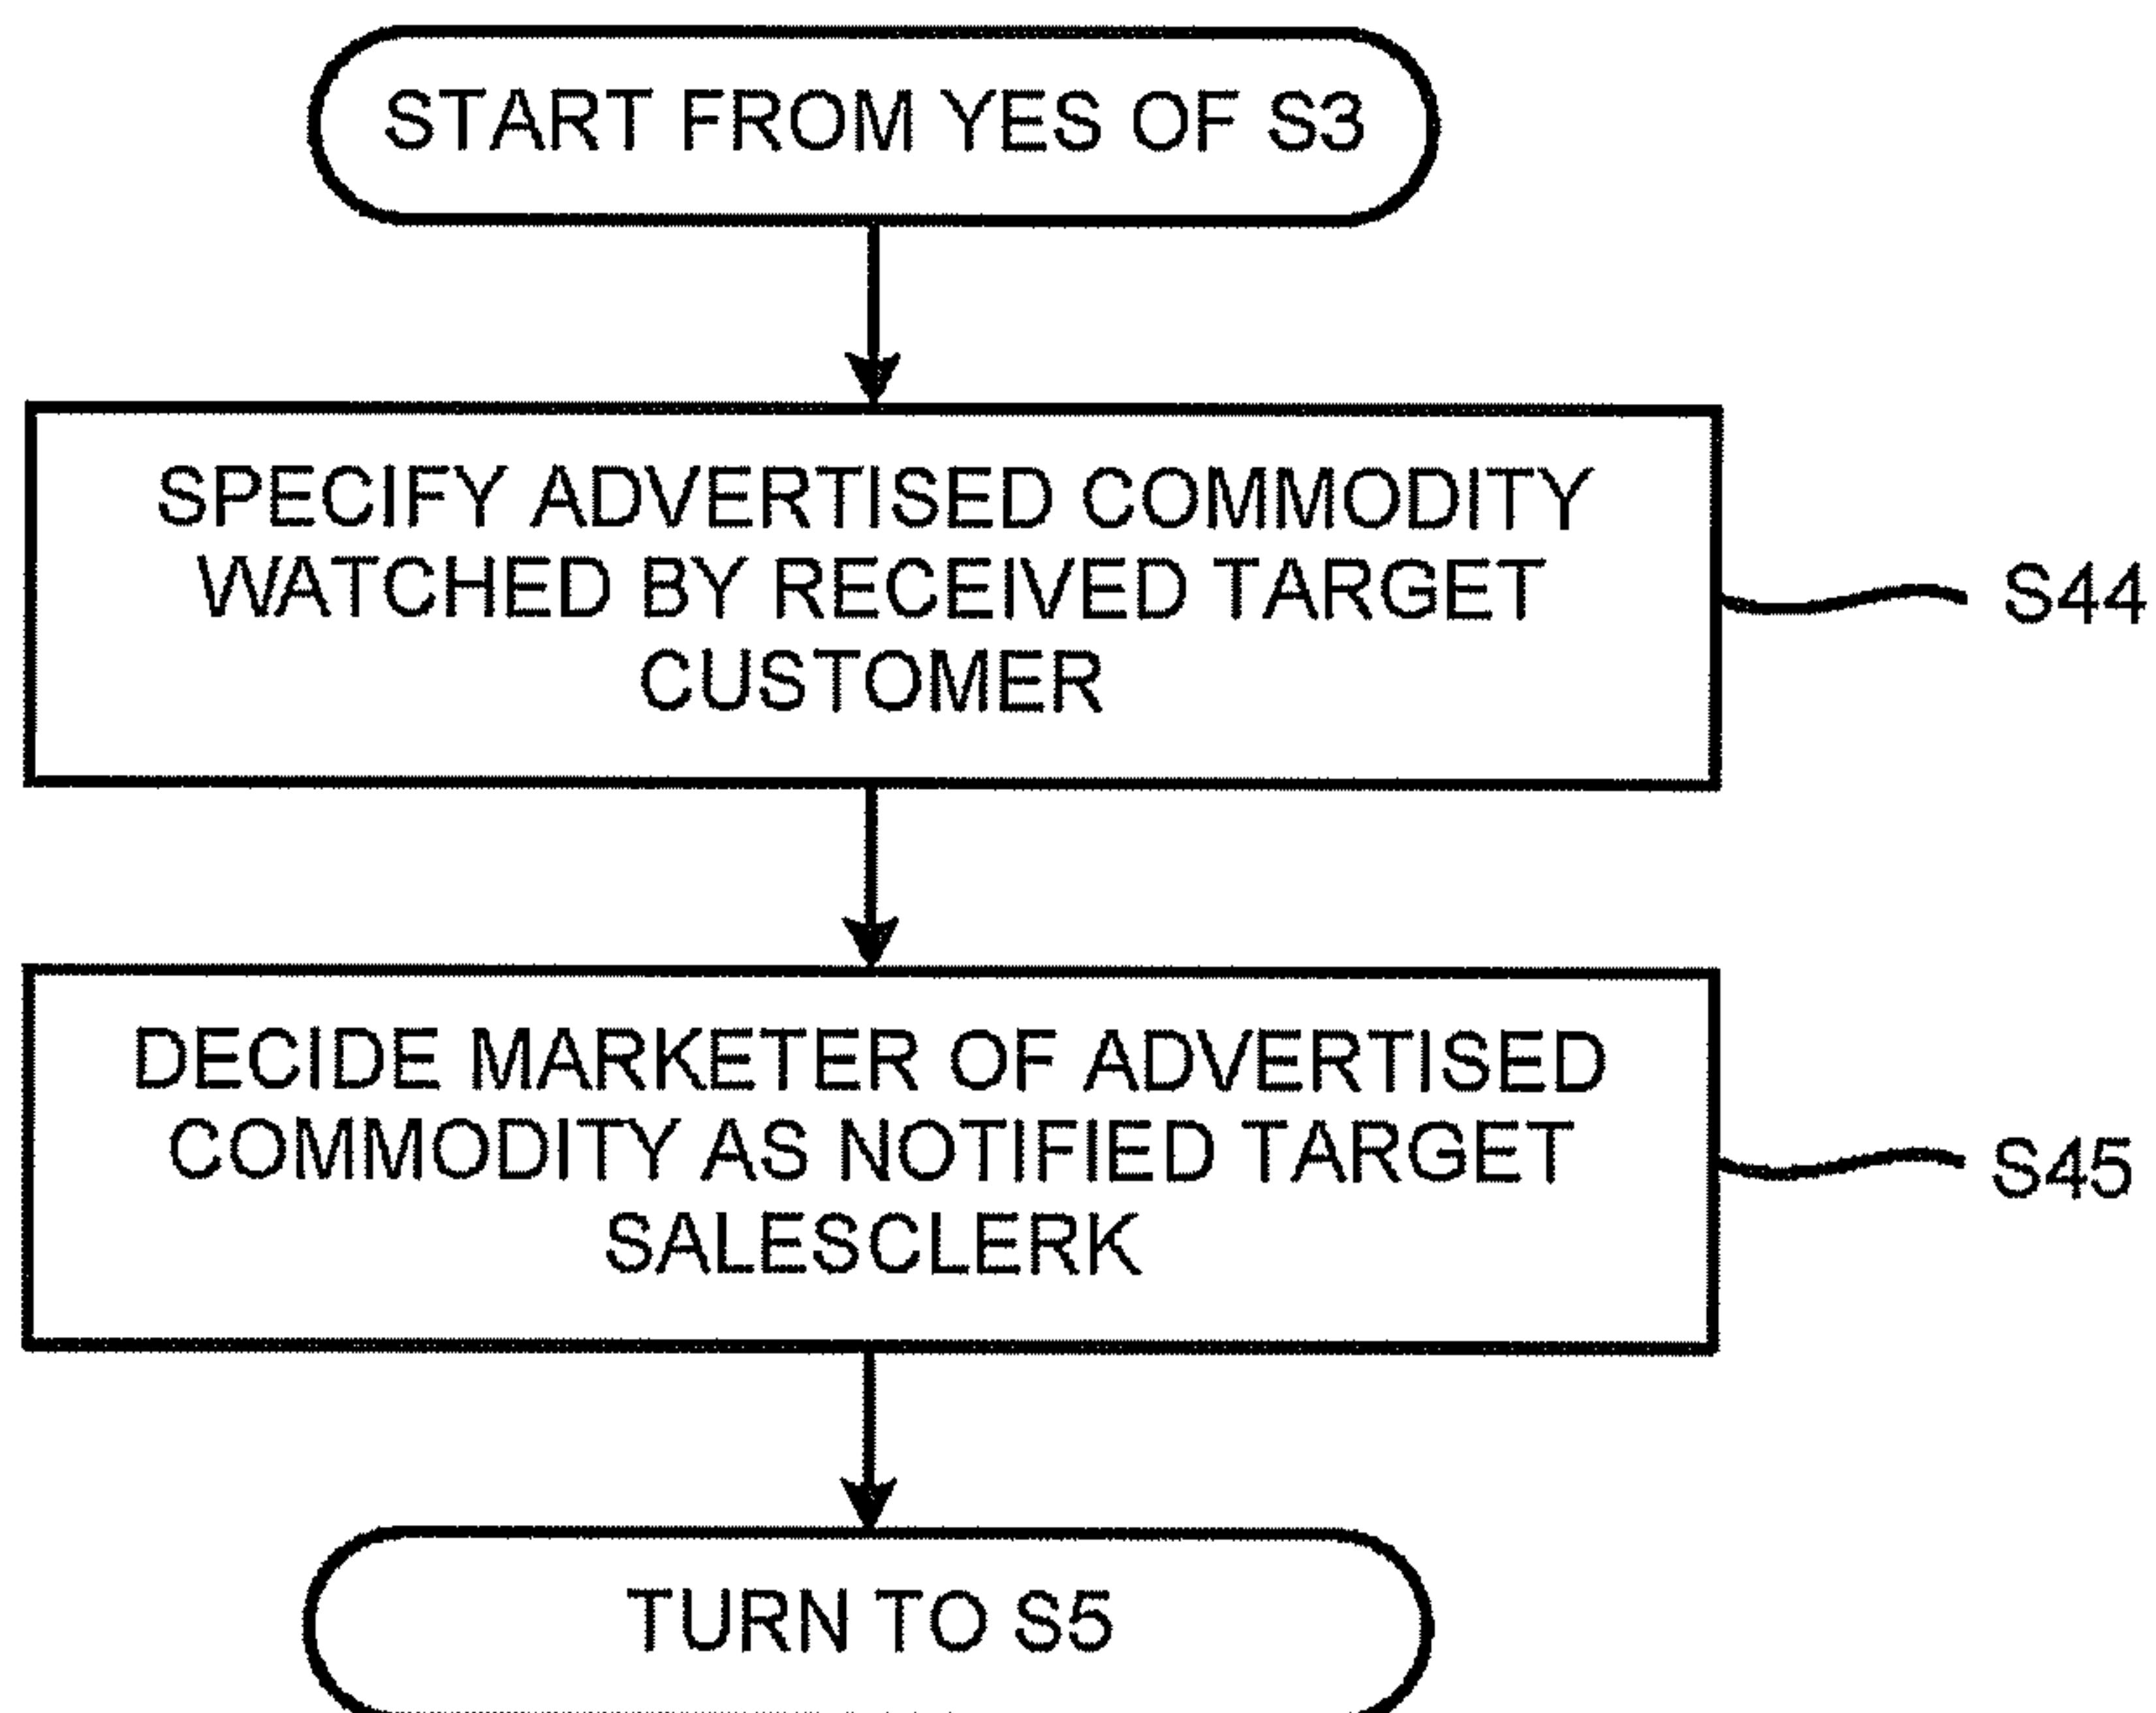 START FROM YES OF S3
SPECIFY ADVERTISED COMMODITY
WATCHED BY RECEIVED TARGET
CUSTOMER
S44
DECIDE MARKETER OF ADVERTISED
COMMODITY AS NOTIFIED TARGET
SALESCLERK
S45
TURN TO S5